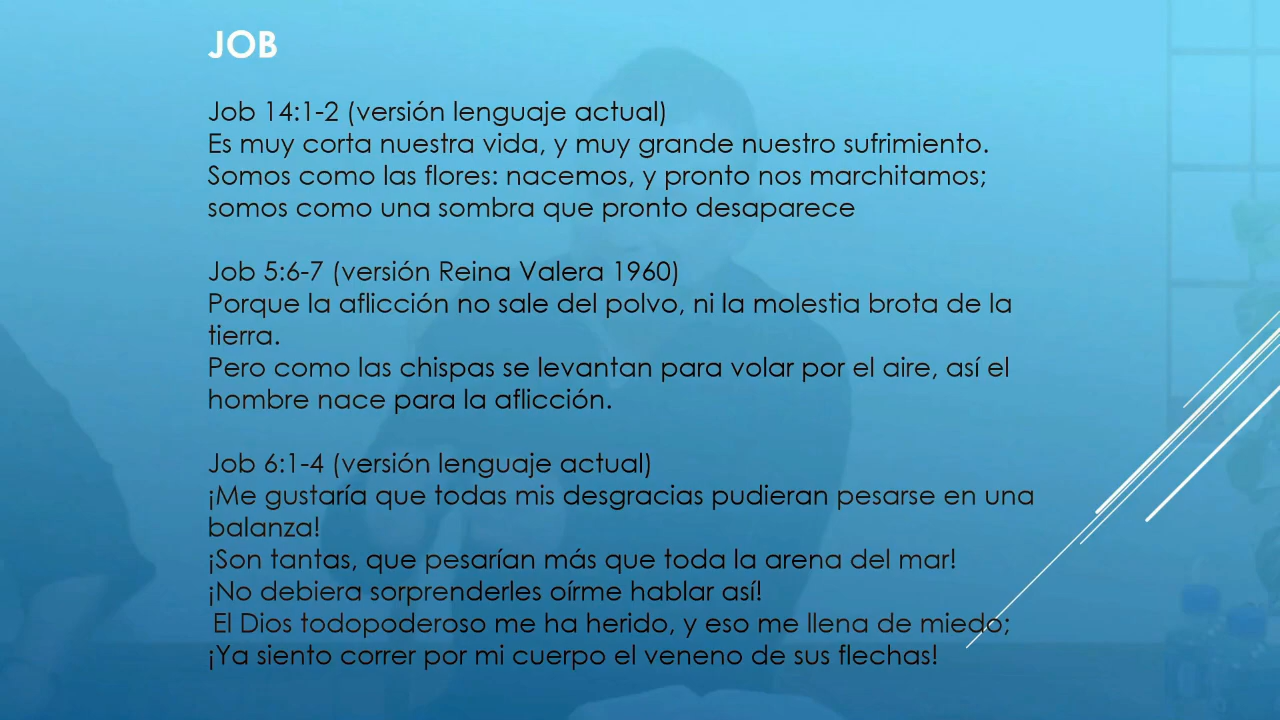 JOB
Job 14:1-2 (versión lenguaje actual)
Es muy corta nuestra vida, y muy grande nuestro sufrimiento.
Somos como las flores: nacemos, y pronto nos marchitamos;
somos como una sombra que pronto desaparece
Job 5:6-7 (versión Reina Valera 1960)
Porque la aflicción no sale del polvo, ni la molestia brota de la
tierra.
Pero como las chispas se levantan para volar por el aire, así el
hombre nace para la aflicción.
Job 6:1-4 (versión lenguaje actual)
¡Me gustaría que todas mis desgracias pudieran pesarse en una
balanza!
¡Son tantas, que pesarían más que toda la arena del mar!
¡No debiera sorprenderles oírme hablar así!
El Dios todopoderoso me ha herido, y eso me llena de miedo;
¡Ya siento correr por mi cuerpo el veneno de sus flechas!